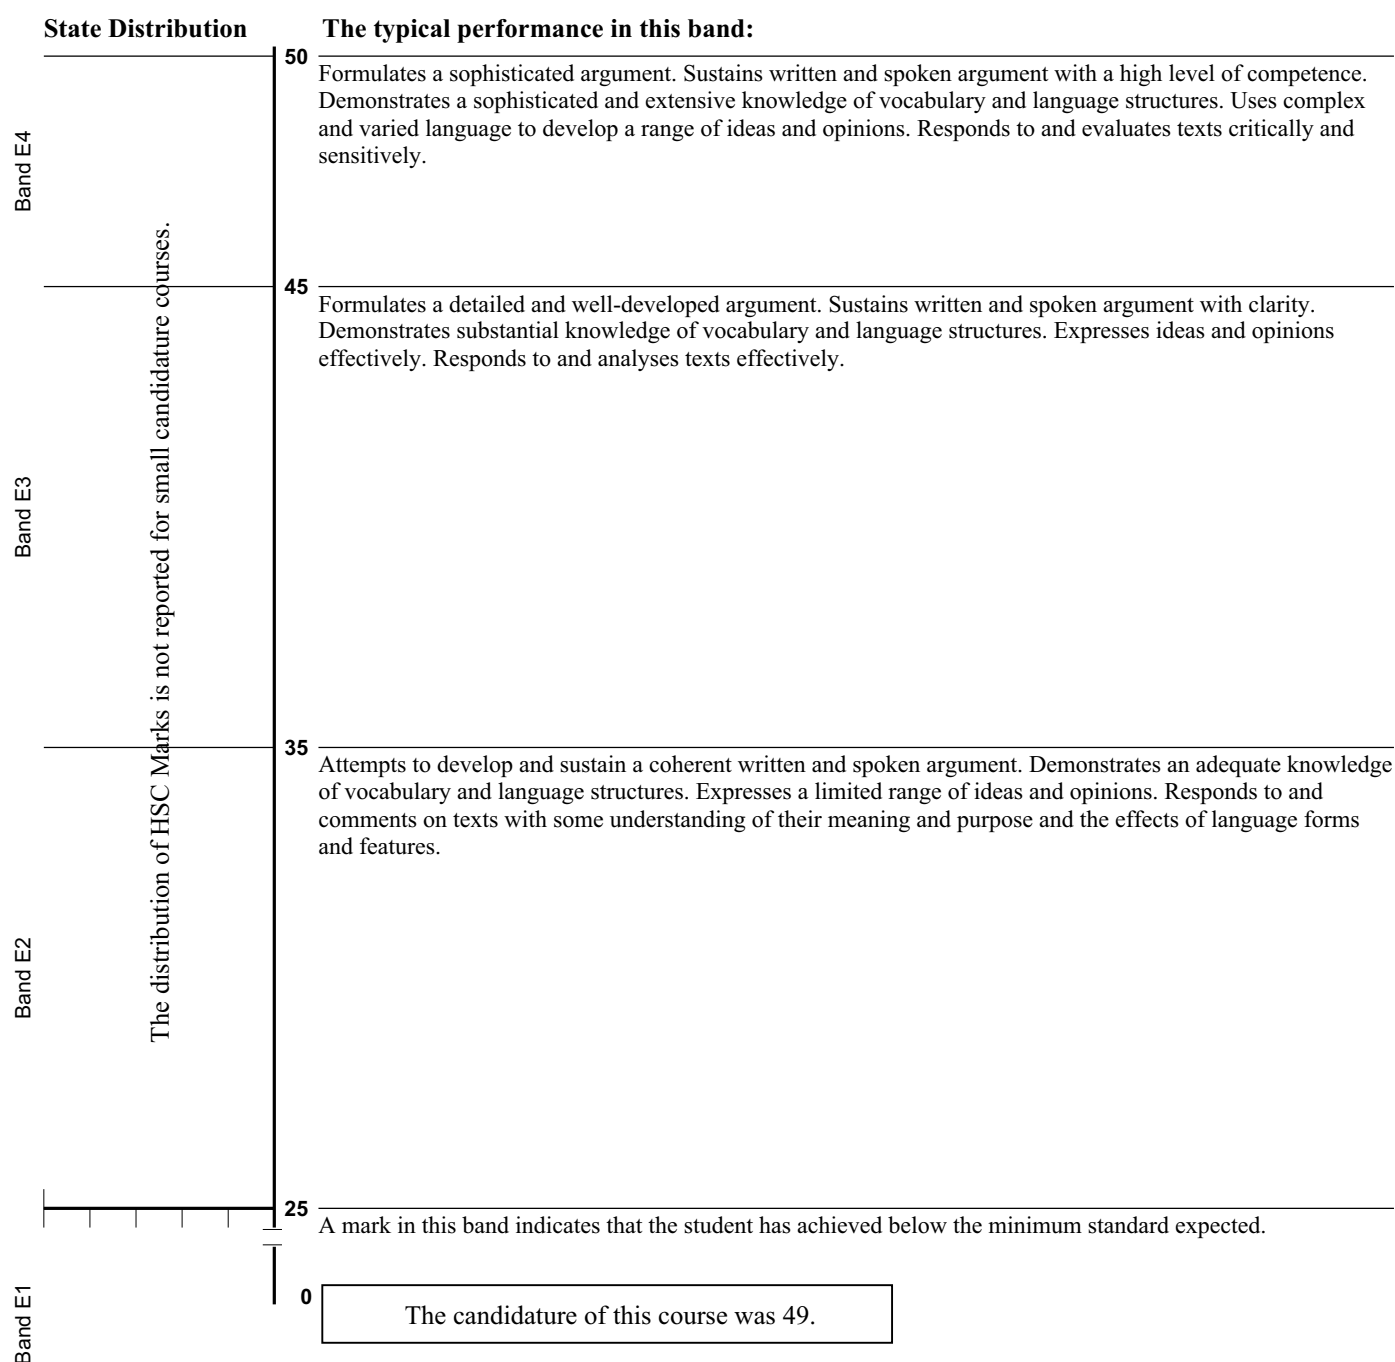 State Distribution
The typical performance in this band:
50
Formulates a sophisticated argument. Sustains written and spoken argument with a high level of competence.
Demonstrates a sophisticated and extensive knowledge of vocabulary and language structures. Uses complex
and varied language to develop a range of ideas and opinions. Responds to and evaluates texts critically and
sensitively.
Band E4
The distribution of HSC Marks is not reported for small candidature courses.
45
Formulates a detailed and well-developed argument. Sustains written and spoken argument with clarity.
Demonstrates substantial knowledge of vocabulary and language structures. Expresses ideas and opinions
effectively. Responds to and analyses texts effectively.
Band E3
35
Attempts to develop and sustain a coherent written and spoken argument. Demonstrates an adequate knowledge
of vocabulary and language structures. Expresses a limited range of ideas and opinions. Responds to and
comments on texts with some understanding of their meaning and purpose and the effects of language forms
and features.
Band E2
25
A mark in this band indicates that the student has achieved below the minimum standard expected.
0
Band E1
The candidature of this course was 49.